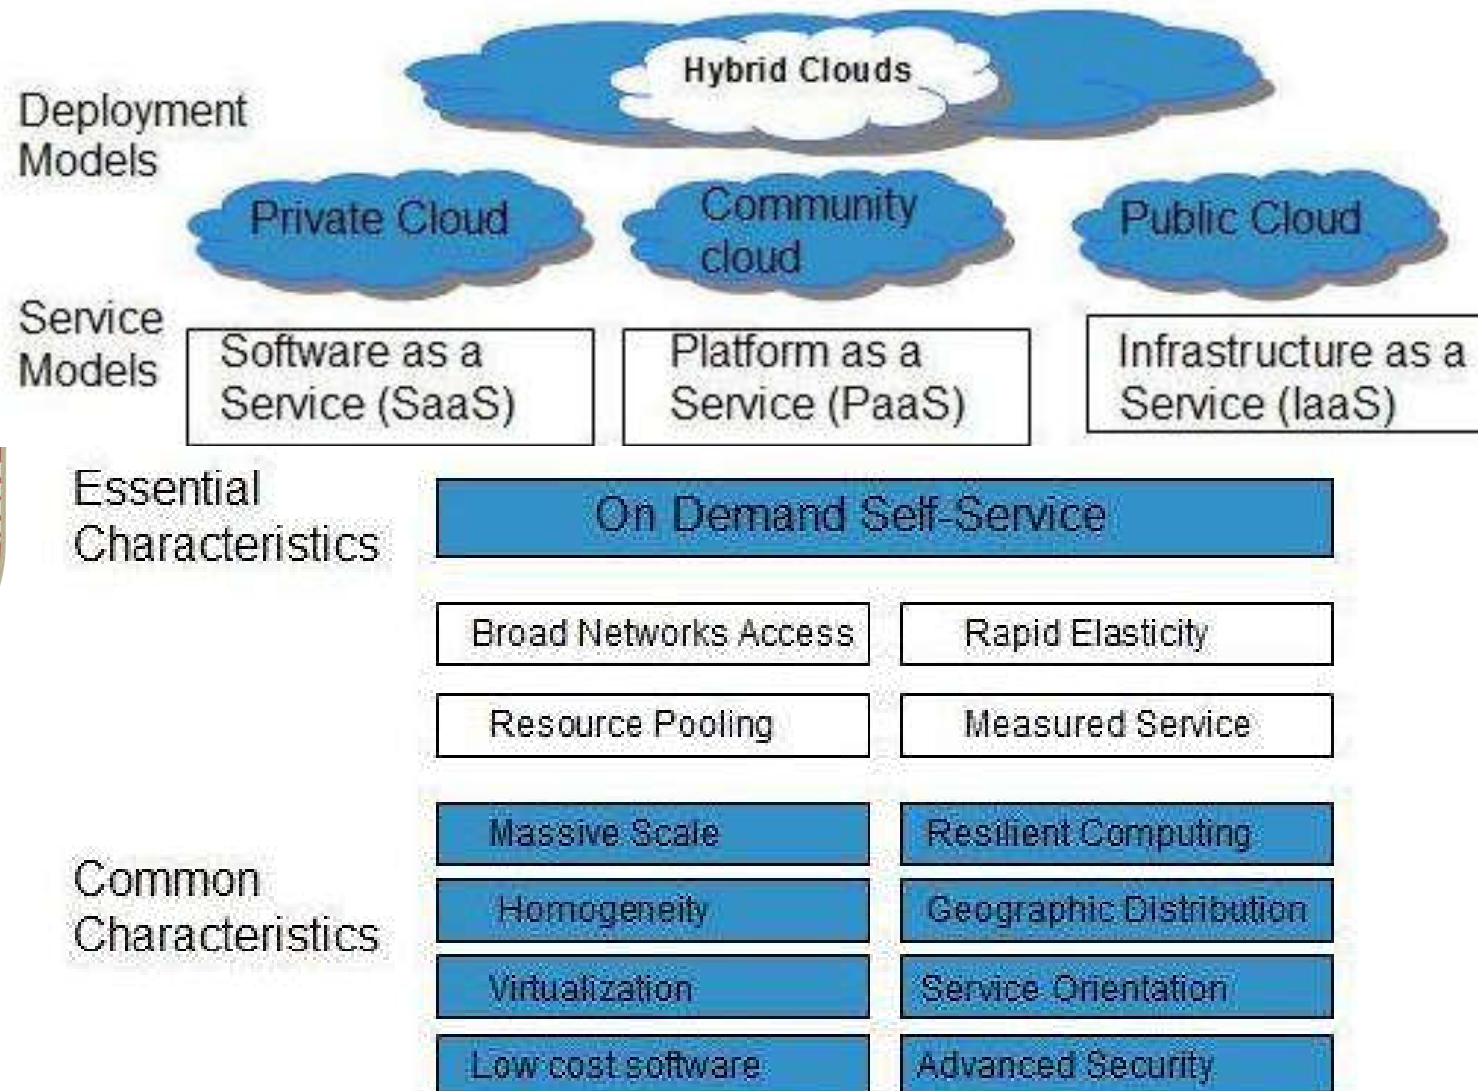 Hybrid Clouds
Deployment
Models
Private Cloud
Community
cloud
Public Cloud
Service
Models
Software as a
Service (SaaS)
Platform as a
Service (PaaS)
Infrastructure as a
Service (IaaS)
Essential
Characteristics
On Demand Self-Service
Broad Networks Access
Rapid Elasticity
Resource Pooling
Measured Service
Common
Characteristics
Massive Scale
Resilient Computing
Homogeneity
Geographic Distribution
Virtualization
Service Orientation
Low cost software
Advanced Security